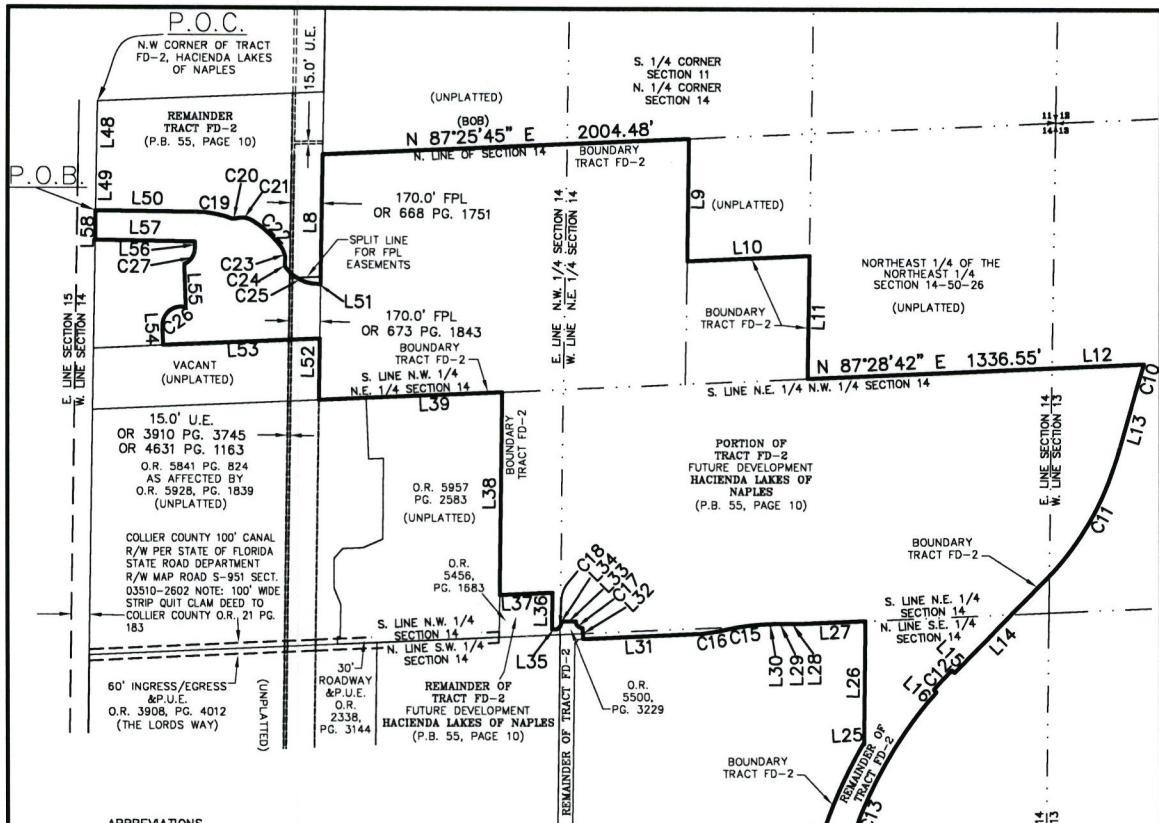 P.O.C.
N.W CORNER OF TRACT
FD-2, HACIENDA LAKES
OF NAPLES
15.0' U.E.
S. 1/4 CORNER
SECTION 11
N. 1/4 CORNER
SECTION 14
(UNPLATTED)
(BOB)
N 87°25'45" E 2004.48'
N. LINE OF SECTION 14
BOUNDARY
TRACT FD-2
11 12
14 13
L48
REMAINDER
TRACT FD-2
(P.B. 55, PAGE 10)
P.O.B.
L49
L50
C19
C20
C21
L58
L57
L56
C27
C23
C24
C25
L55
C26
L54
L53
L8
170.0' FPL
OR 668 PG. 1751
SPLIT LINE
FOR FPL
EASEMENTS
L51
170.0' FPL
OR 673 PG. 1843
BOUNDARY
TRACT FD-2
L52
E. LINE N.W. 1/4 SECTION 14
W. LINE N.E. 1/4 SECTION 14
L9
(UNPLATTED)
L10
BOUNDARY
TRACT FD-2
L11
NORTHEAST 1/4 OF THE
NORTHEAST 1/4
SECTION 14-50-26
(UNPLATTED)
N 87°28'42" E 1336.55'
L12
C10
S. LINE N.E. 1/4 N.W. 1/4 SECTION 14
E. LINE SECTION 15
W. LINE SECTION 14
VACANT
(UNPLATTED)
S. LINE N.W. 1/4
N.E. 1/4 SECTION 14
L39
15.0' U.E.
OR 3910 PG. 3745
OR 4631 PG. 1163
O.R. 5841 PG. 824
AS AFFECTED BY
O.R. 5928, PG. 1839
(UNPLATTED)
BOUNDARY
TRACT FD-2
L38
O.R. 5957
PG. 2583
(UNPLATTED)
PORTION OF
TRACT FD-2
FUTURE DEVELOPMENT
HACIENDA LAKES OF
NAPLES
(P.B. 55, PAGE 10)
E. LINE SECTION 14
W. LINE SECTION 13
L13
C11
BOUNDARY
TRACT FD-2
COLLIER COUNTY 100' CANAL
R/W PER STATE OF FLORIDA
STATE ROAD DEPARTMENT
R/W MAP ROAD S-951 SECT.
03510-2602 NOTE: 100' WIDE
STRIP QUIT CLAM DEED TO
COLLIER COUNTY O.R. 21 PG.
183
O.R.
5456,
PG. 1683
L37
L36
C18
L34
L33
C17
L32
S. LINE N.W. 1/4
SECTION 14
N. LINE S.W. 1/4
SECTION 14
L35
L31
C16
C15
L30
L29
L28
L27
S. LINE N.E. 1/4
SECTION 14
N. LINE S.E. 1/4
SECTION 14
L14
L15
C12
L16
L26
L25
60' INGRESS/EGRESS
&P.U.E.
O.R. 3908, PG. 4012
(THE LORDS WAY)
(UNPLATTED)
30'
ROADWAY
&P.U.E.
O.R.
2338,
PG. 3144
REMAINDER OF
TRACT FD-2
FUTURE DEVELOPMENT
HACIENDA LAKES OF NAPLES
(P.B. 55, PAGE 10)
REMAINDER OF TRACT FD-2
O.R.
5500,
PG. 3229
BOUNDARY
TRACT FD-2
REMAINDER OF
TRACT FD-2
C13
14
13
ABBREVIATIONS